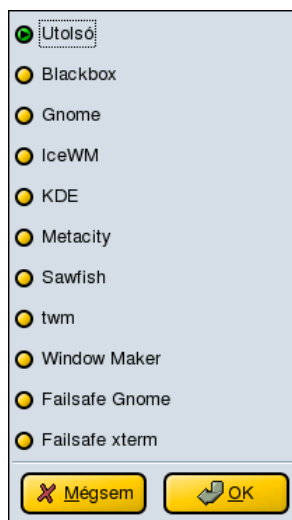 Utolsó
Blackbox
Gnome
IceWM
KDE
Metacity
Sawfish
twm
Window Maker
Failsafe Gnome
Failsafe xterm
Mégsem OK